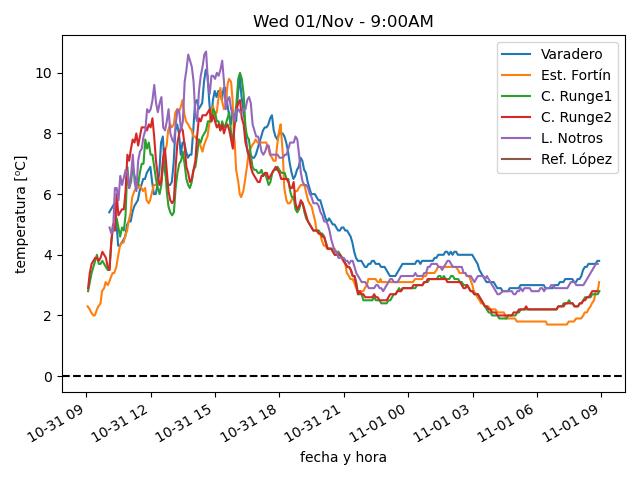 Wed 01/Nov - 9:00AM
temperatura [ºC]
10
8
6
4
2
0
Varadero
Est. Fortín
C. Runge1
C. Runge2
L. Notros
Ref. López
10-31 09
10-31 12
10-31 15
10-31 18
10-31 21
11-01 00
11-01 03
11-01 06
11-01 09
fecha y hora